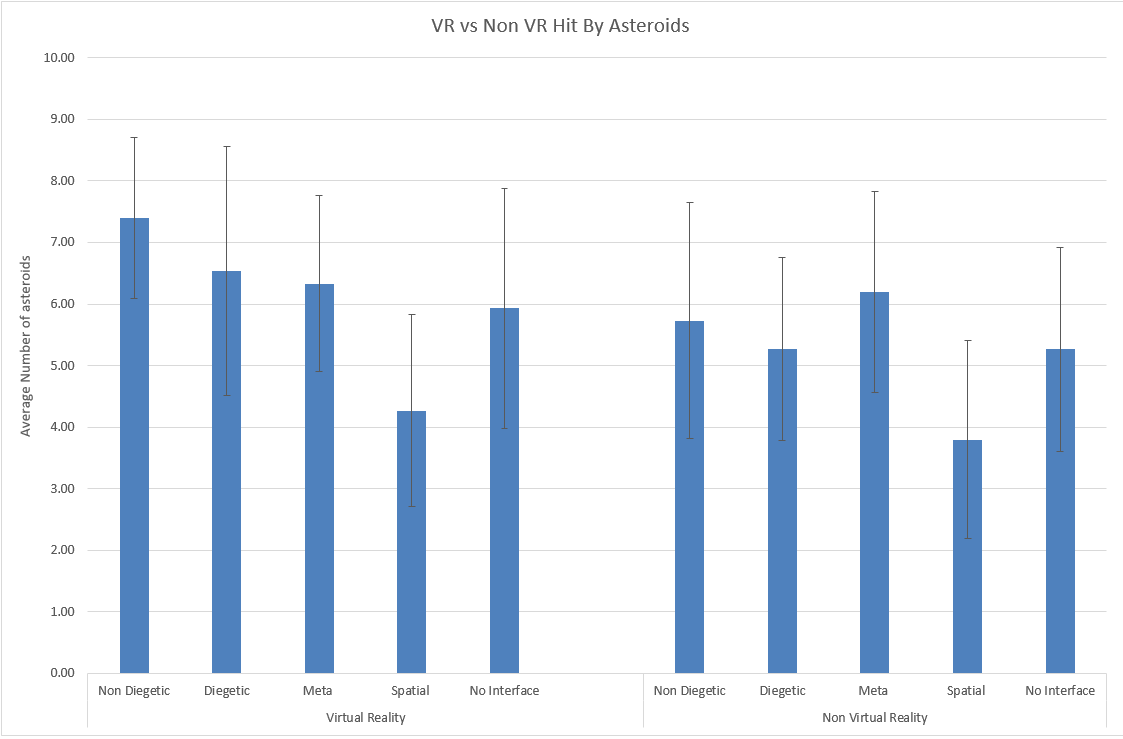 VR vs Non VR Hit By Asteroids
10.00
9.00
8.00
7.00
6.00
5.00
4.00
3.00
2.00
1.00
0.00
Average Number of asteroids
Non Diegetic Diegetic Meta Spatial No Interface Non Diegetic Diegetic Meta Spatial No Interface
Virtual Reality Non Virtual Reality